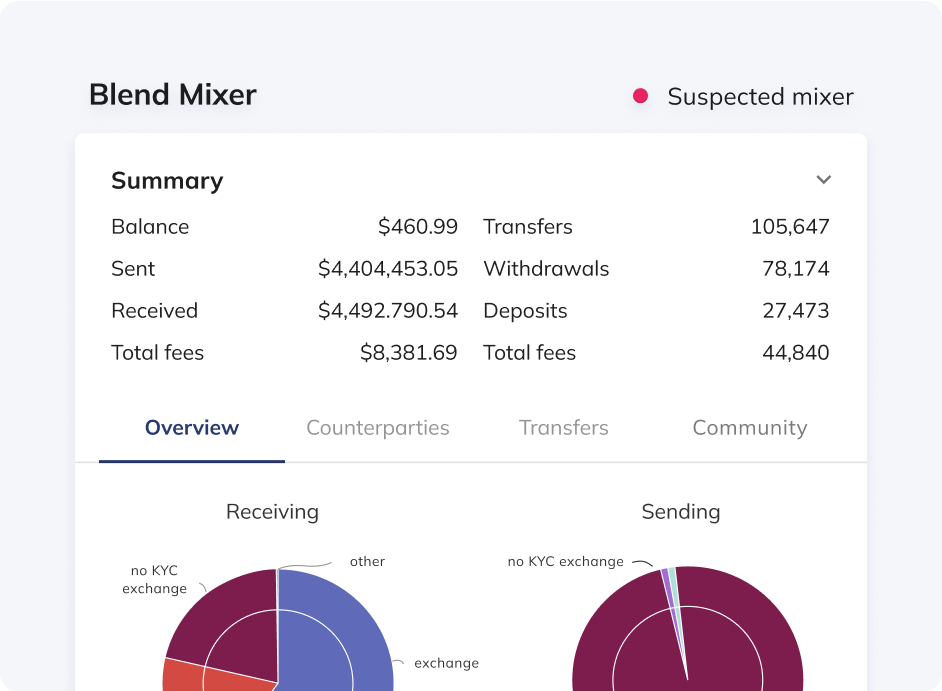 Blend Mixer
Suspected mixer
Summary
Balance $460.99 Transfers 105,647
Sent $4,404,453.05 Withdrawals 78,174
Received $4,492.790.54 Deposits 27,473
Total fees $8,381.69 Total fees 44,840
Overview Counterparties Transfers Community
Receiving
no KYC
exchange
other
exchange
Sending
no KYC exchange